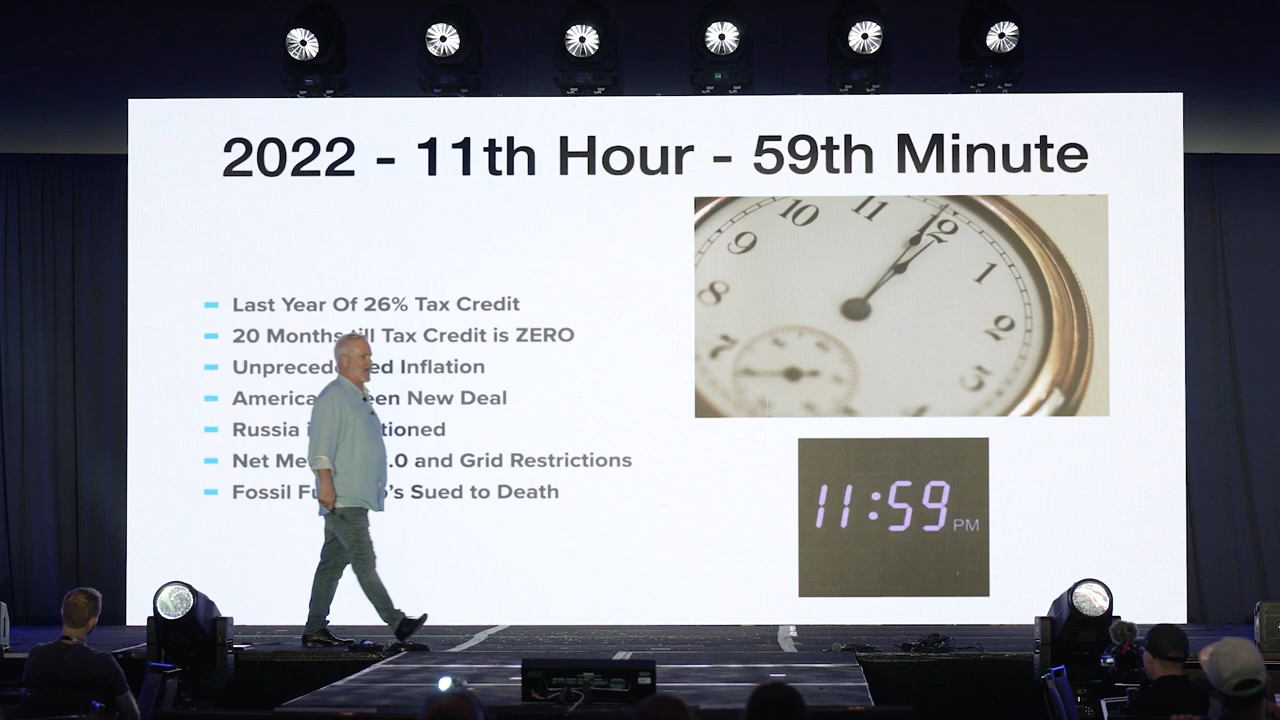 2022 - 11th Hour - 59th Minute
Last Year Of 26% Tax Credit
20 Months Tax Credit is ZERO
Inflation
New Deal
Russia
Net and Grid Restrictions
Fossil Sued to Death
10 11 12
9 1
8 2
7 3
11:59 PM